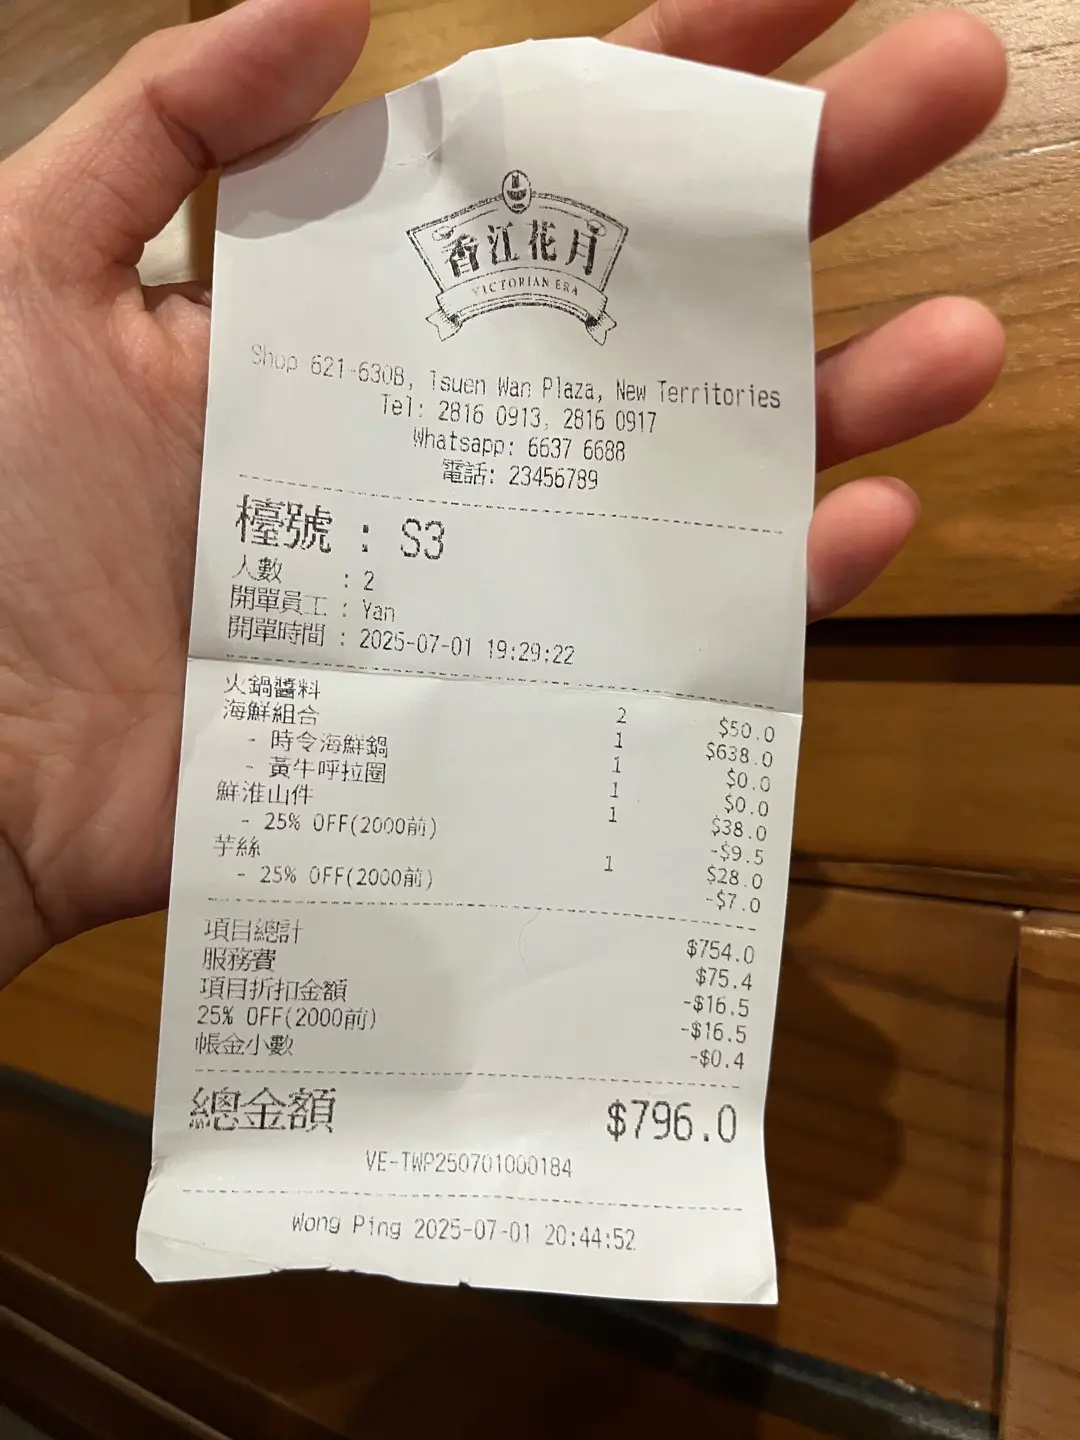 香江花月
VICTORIAN ERA
Shop 621-630B, Tsuen Wan Plaza, New Territories
Tel: 2816 0913, 2816 0917
Whatsapp: 6637 6688
電話: 23456789
檯號 : S3
人數 : 2
開單員工 : Yan
開單時間 : 2025-07-01 19:29:22
火鍋醬料 2 $50.0
海鮮組合 1 $638.0
- 時令海鮮鍋 1 $0.0
- 黃牛呼拉圈 1 $0.0
鮮淮山件 1 $38.0
- 25% OFF(2000前) -$9.5
芋絲 1 $28.0
- 25% OFF(2000前) -$7.0
項目總計 $754.0
服務費 $75.4
項目折扣金額 -$16.5
25% OFF(2000前) -$16.5
帳金小數 -$0.4
總金額 $796.0
VE-TWP250701000184
Wong Ping 2025-07-01 20:44:52